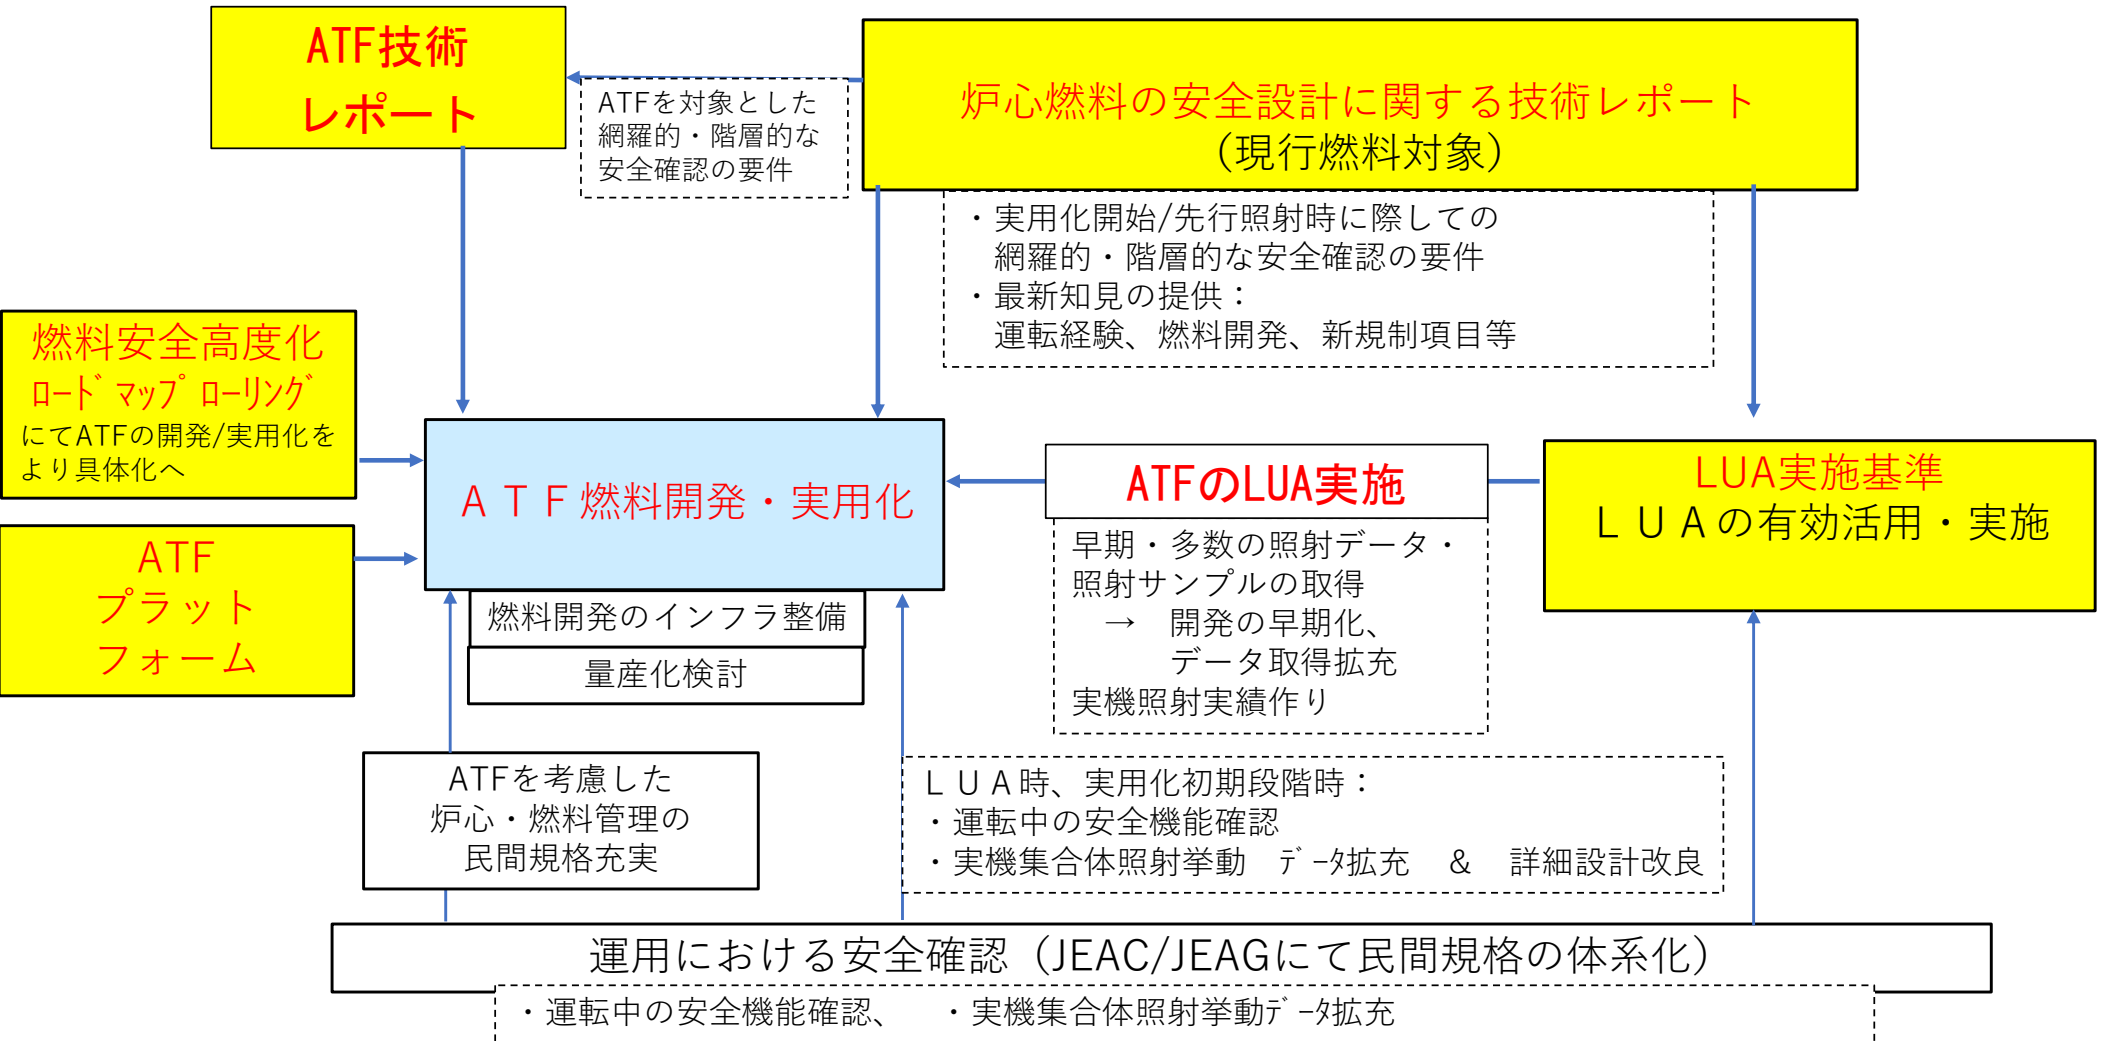 ATF技術
レポート
ATFを対象とした
網羅的・階層的な
安全確認の要件
炉心燃料の安全設計に関する技術レポート
（現行燃料対象）
・実用化開始/先行照射時に際しての
網羅的・階層的な安全確認の要件
・最新知見の提供：
運転経験、燃料開発、新規制項目等
燃料安全高度化
ﾛｰﾄﾞﾏｯﾌﾟﾛｰﾘﾝｸﾞ
にてATFの開発/実用化を
より具体化へ
ATF
プラット
フォーム
ＡＴＦ燃料開発・実用化
燃料開発のインフラ整備
量産化検討
ATFのLUA実施
早期・多数の照射データ・
照射サンプルの取得
→　開発の早期化、
データ取得拡充
実機照射実績作り
LUA実施基準
ＬＵＡの有効活用・実施
ATFを考慮した
炉心・燃料管理の
民間規格充実
ＬＵＡ時、実用化初期段階時：
・運転中の安全機能確認
・実機集合体照射挙動　ﾃﾞｰﾀ拡充　＆　詳細設計改良
運用における安全確認（JEAC/JEAGにて民間規格の体系化）
・運転中の安全機能確認、　・実機集合体照射挙動ﾃﾞｰﾀ拡充